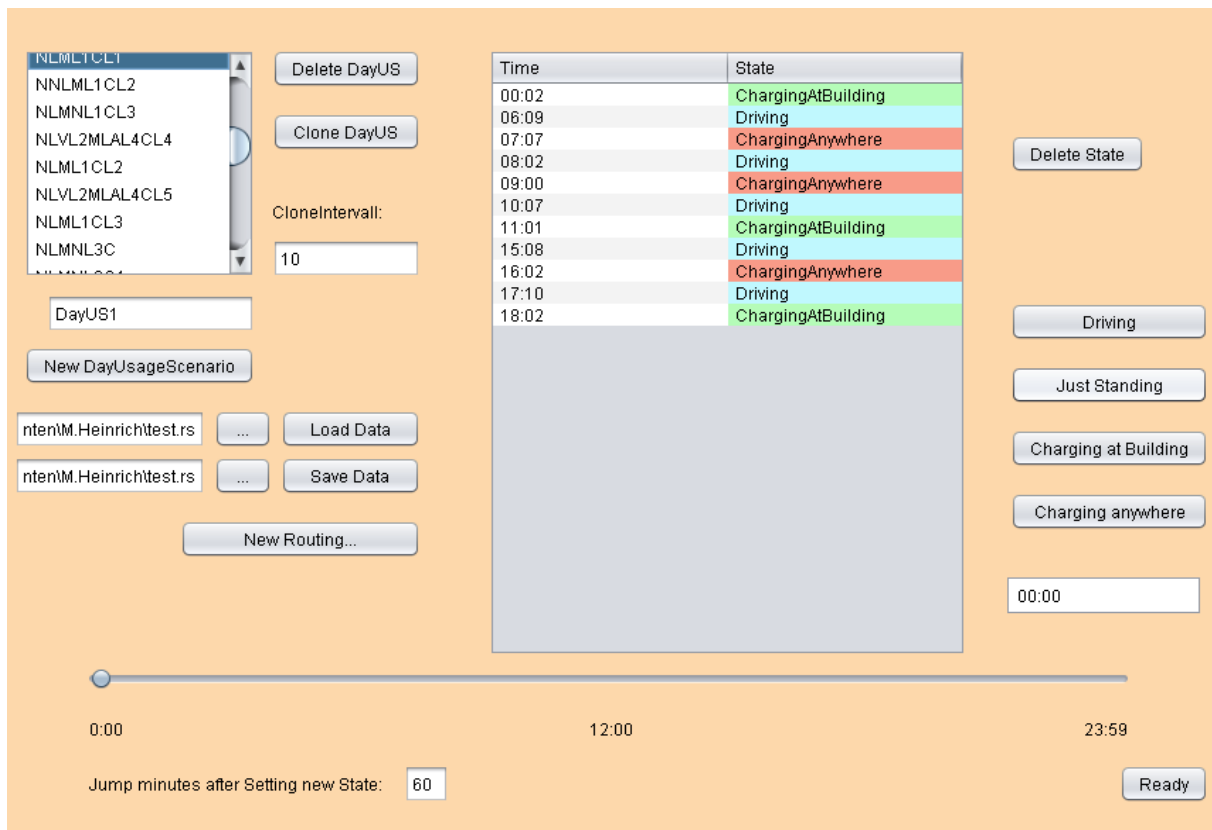 NLML1CL1
NNLML1CL2
NLMNL1CL3
NLVL2MLAL4CL4
NLML1CL2
NLVL2MLAL4CL5
NLML1CL3
NLMNL3C
Delete DayUS
Clone DayUS
CloneIntervall:
10
DayUS1
New DayUsageScenario
nten\M.Heinrich\test.rs ... Load Data
nten\M.Heinrich\test.rs ... Save Data
New Routing...
Time State
00:02 ChargingAtBuilding
06:09 Driving
07:07 ChargingAnywhere
08:02 Driving
09:00 ChargingAnywhere
10:07 Driving
11:01 ChargingAtBuilding
15:08 Driving
16:02 ChargingAnywhere
17:10 Driving
18:02 ChargingAtBuilding
Delete State
Driving
Just Standing
Charging at Building
Charging anywhere
00:00
0:00 12:00 23:59
Jump minutes after Setting new State: 60
Ready